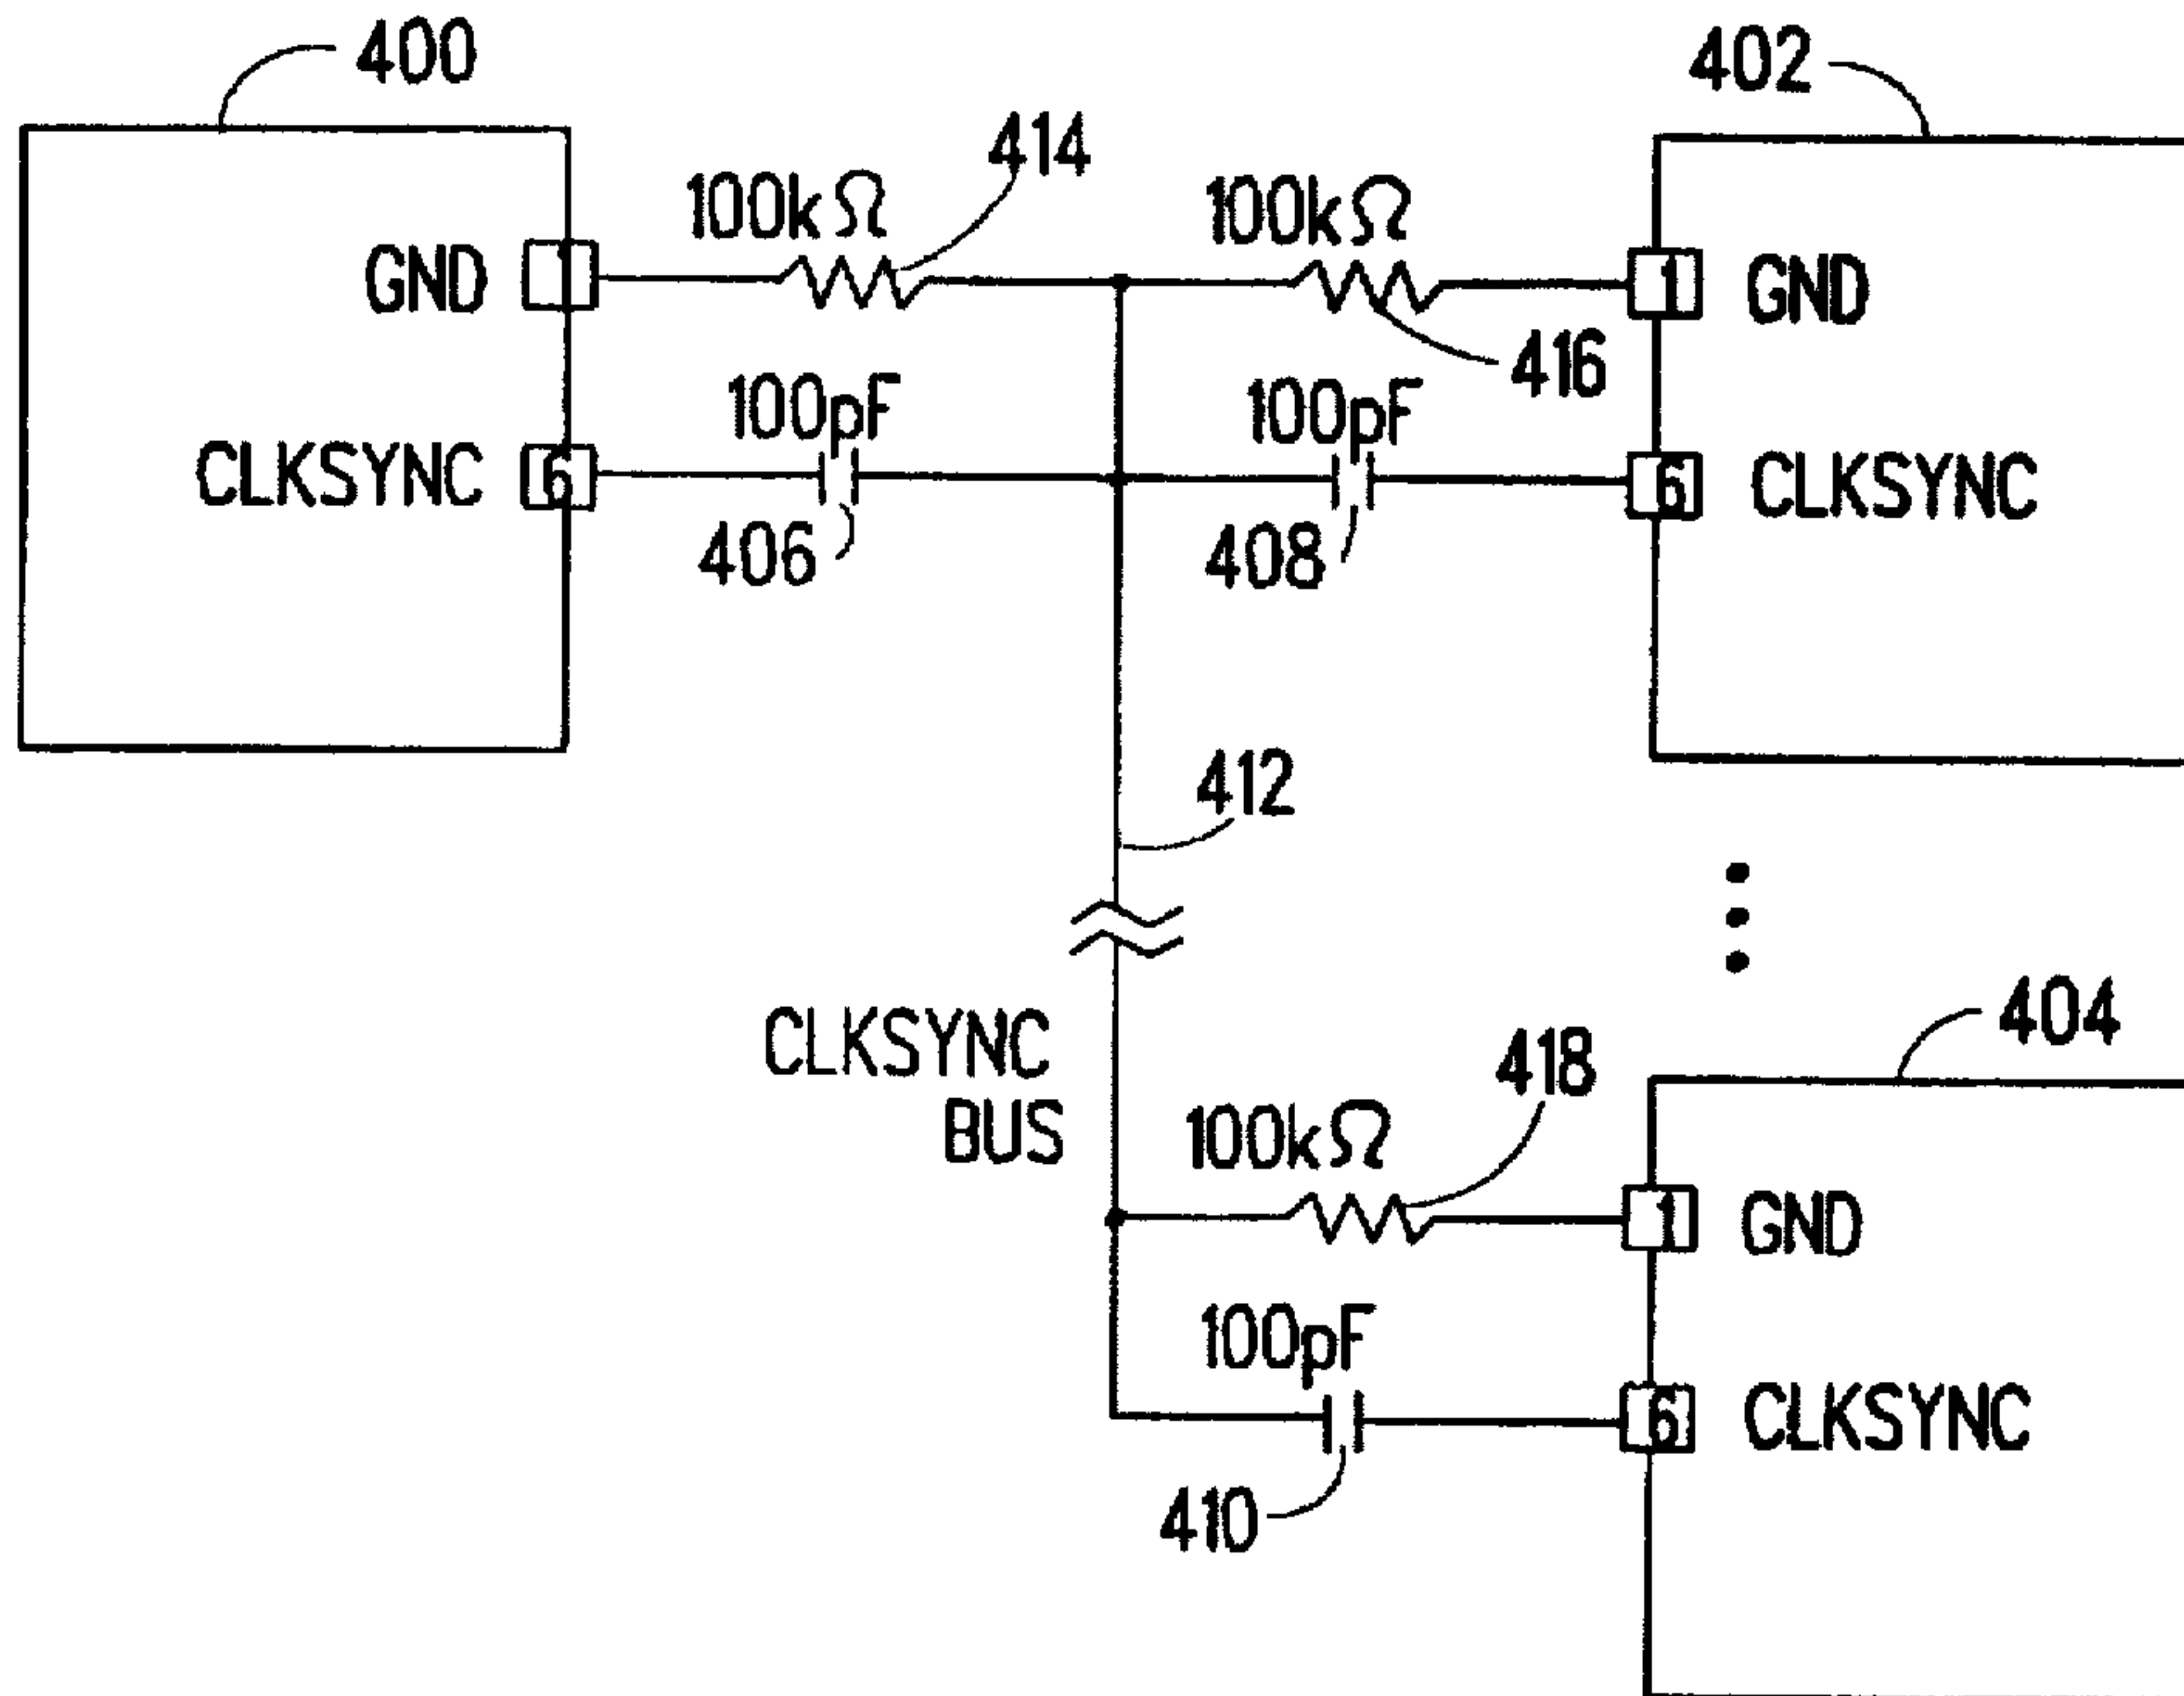 400
402
414
100kΩ
100kΩ
GND 1
1 GND
416
100pF
100pF
CLKSYNC 6
6 CLKSYNC
406
408
412
404
CLKSYNC
BUS
418
100kΩ
1 GND
100pF
6 CLKSYNC
410